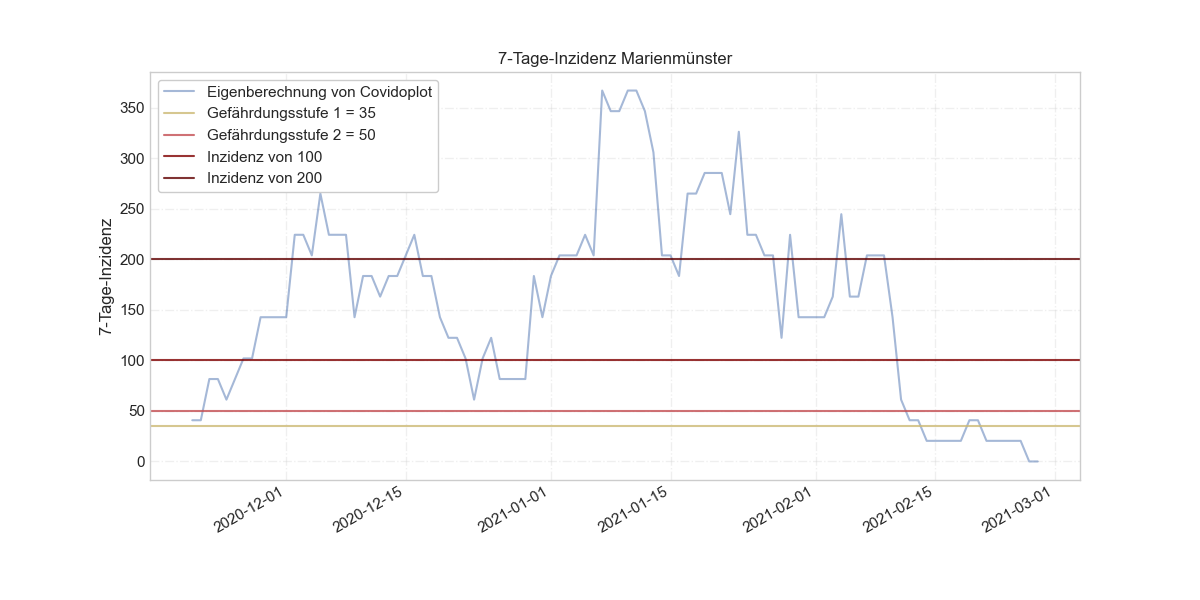 7-Tage-Inzidenz Marienmünster
Eigenberechnung von Covidoplot
Gefährdungsstufe 1 = 35
Gefährdungsstufe 2 = 50
Inzidenz von 100
Inzidenz von 200
7-Tage-Inzidenz
350
300
250
200
150
100
50
0
2020-12-01
2020-12-15
2021-01-01
2021-01-15
2021-02-01
2021-02-15
2021-03-01